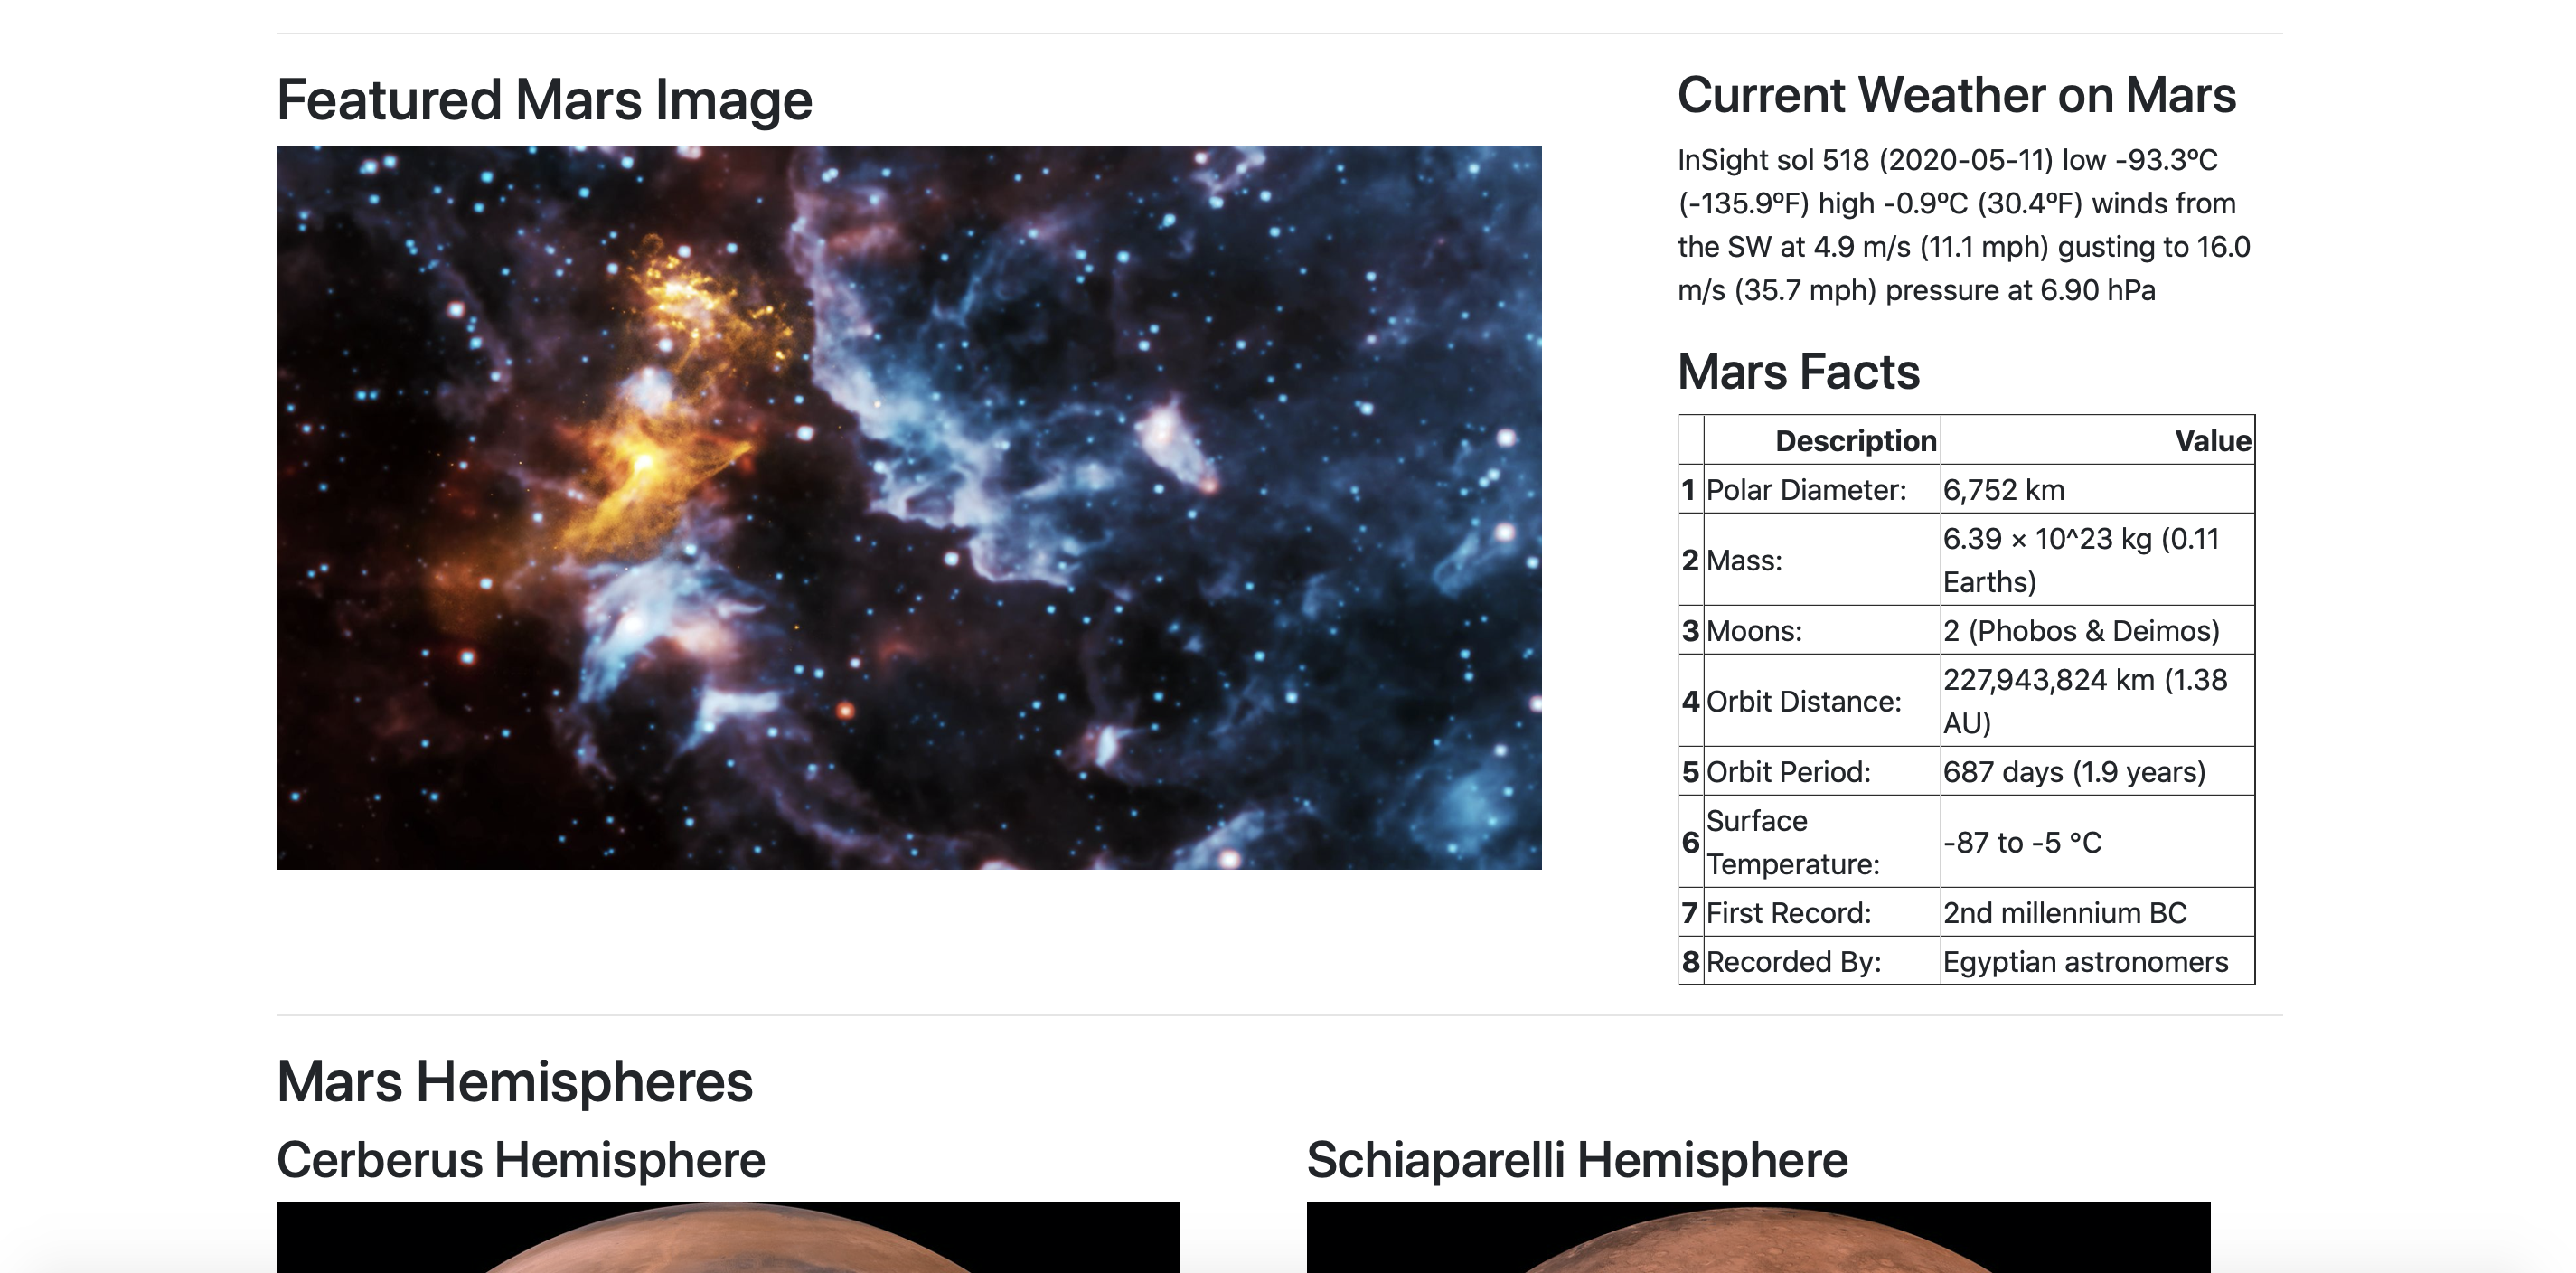 Featured Mars Image
Current Weather on Mars
InSight sol 518 (2020-05-11) low -93.3ºC
(-135.9ºF) high -0.9ºC (30.4ºF) winds from
the SW at 4.9 m/s (11.1 mph) gusting to 16.0
m/s (35.7 mph) pressure at 6.90 hPa
Mars Facts
Description Value
1 Polar Diameter: 6,752 km
2 Mass: 6.39 × 10^23 kg (0.11
Earths)
3 Moons: 2 (Phobos & Deimos)
4 Orbit Distance: 227,943,824 km (1.38
AU)
5 Orbit Period: 687 days (1.9 years)
6 Surface
Temperature: -87 to -5 °C
7 First Record: 2nd millennium BC
8 Recorded By: Egyptian astronomers
Mars Hemispheres
Cerberus Hemisphere
Schiaparelli Hemisphere